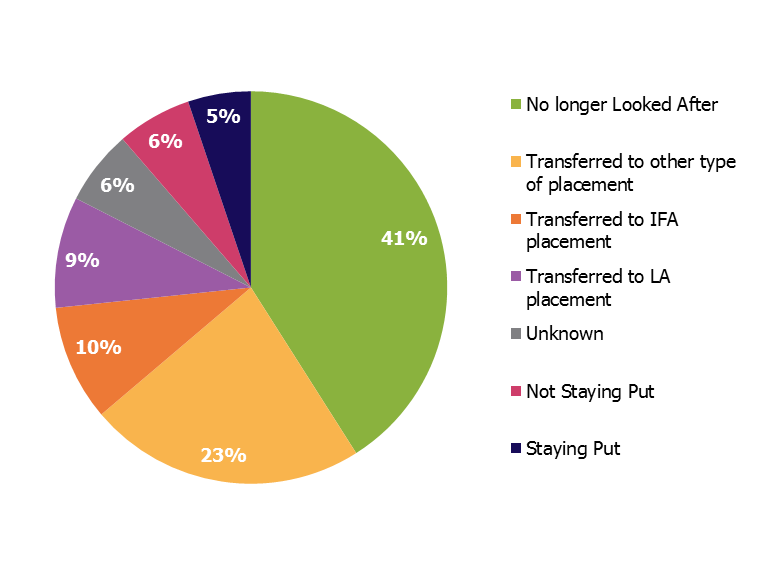 5%
6%
6%
9%
10%
23%
41%
No longer Looked After
Transferred to other type
of placement
Transferred to IFA
placement
Transferred to LA
placement
Unknown
Not Staying Put
Staying Put